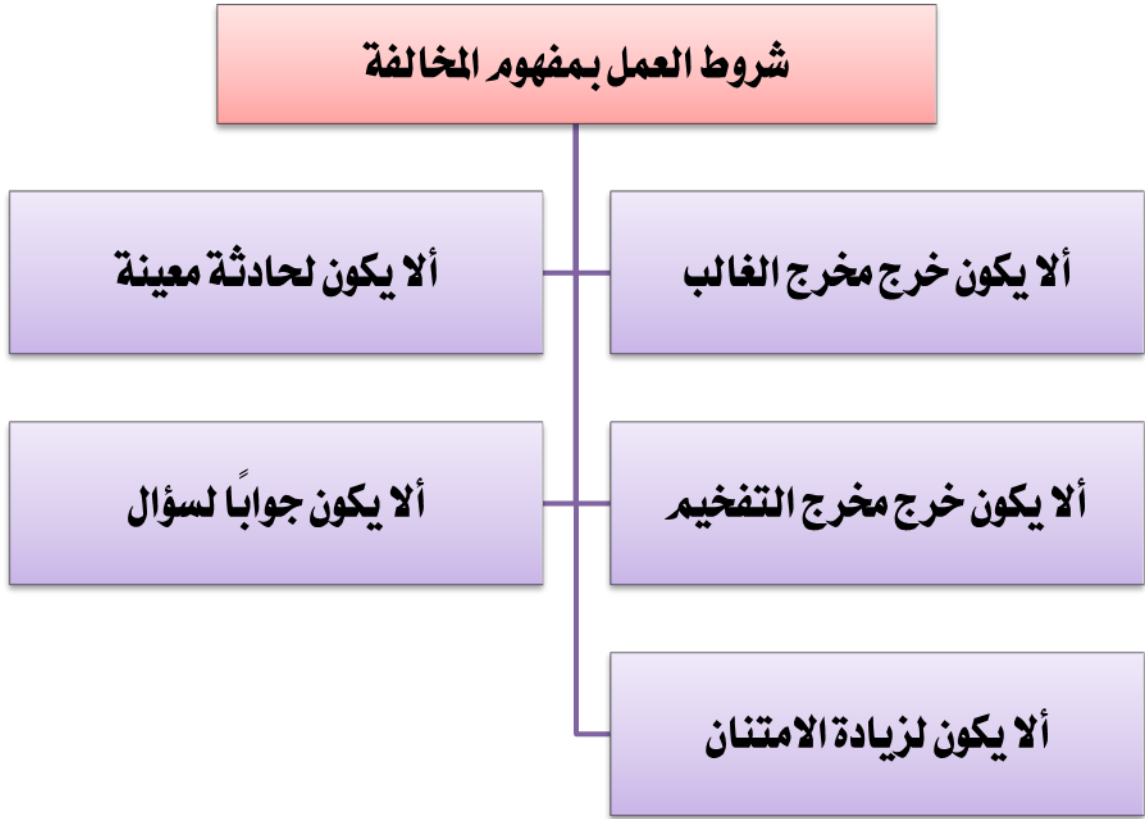 شروط العمل بمفهوم المخالفة
ألا يكون خرج مخرج الغالب
ألا يكون لحادثة معينة
ألا يكون خرج مخرج التفخيم
ألا يكون جوابًا لسؤال
ألا يكون لزيادة الامتنان